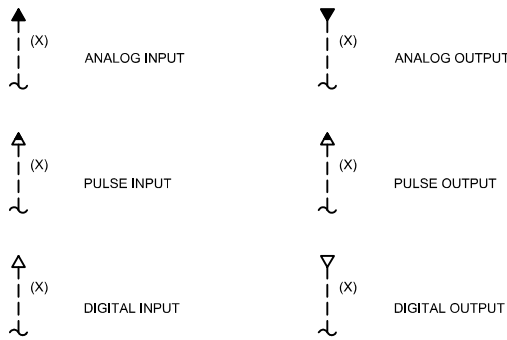 (X)
ANALOG INPUT
(X)
ANALOG OUTPUT
(X)
PULSE INPUT
(X)
PULSE OUTPUT
(X)
DIGITAL INPUT
(X)
DIGITAL OUTPUT